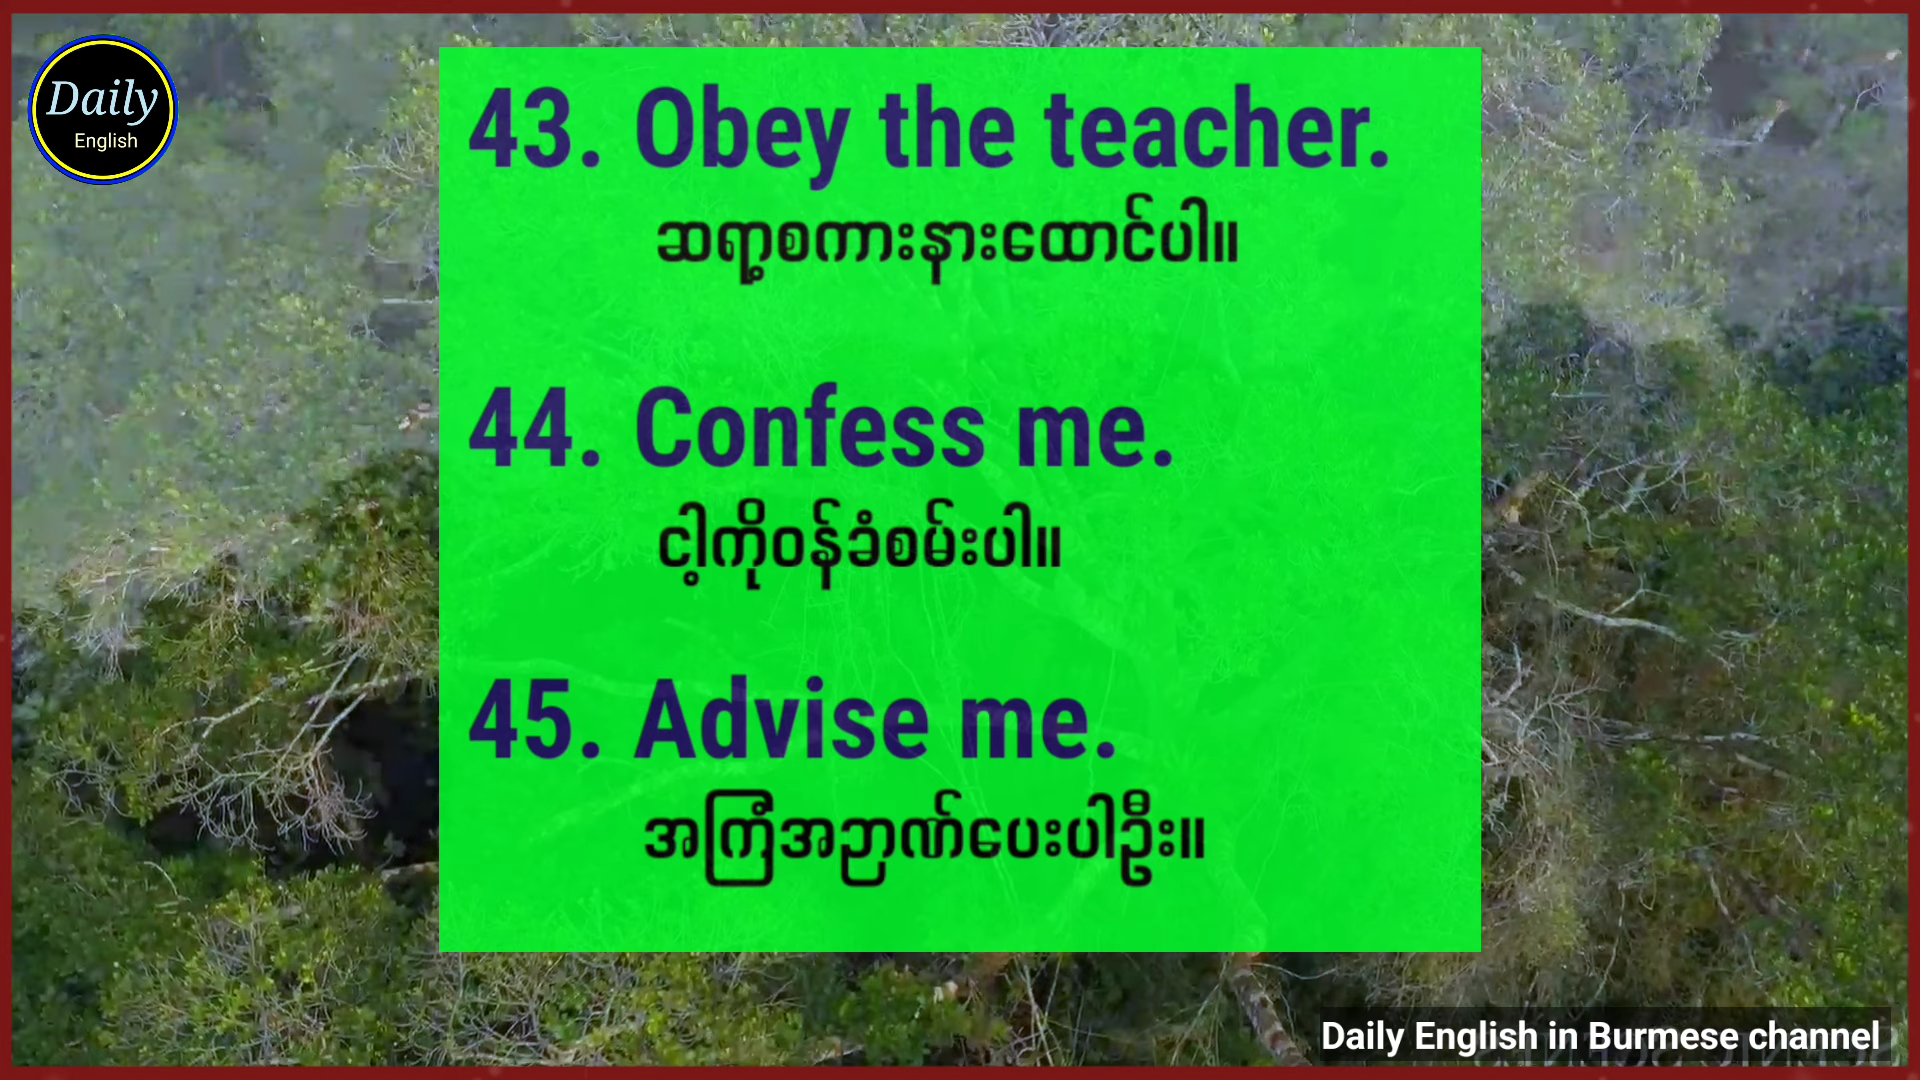 Daily
English
43. Obey the teacher.
ဆရာ့စကားနားထောင်ပါ။
44. Confess me.
ငါ့ကိုဝန်ခံစမ်းပါ။
45. Advise me.
အကြံအဉာဏ်ပေးပါဦး။
Daily English in Burmese channel